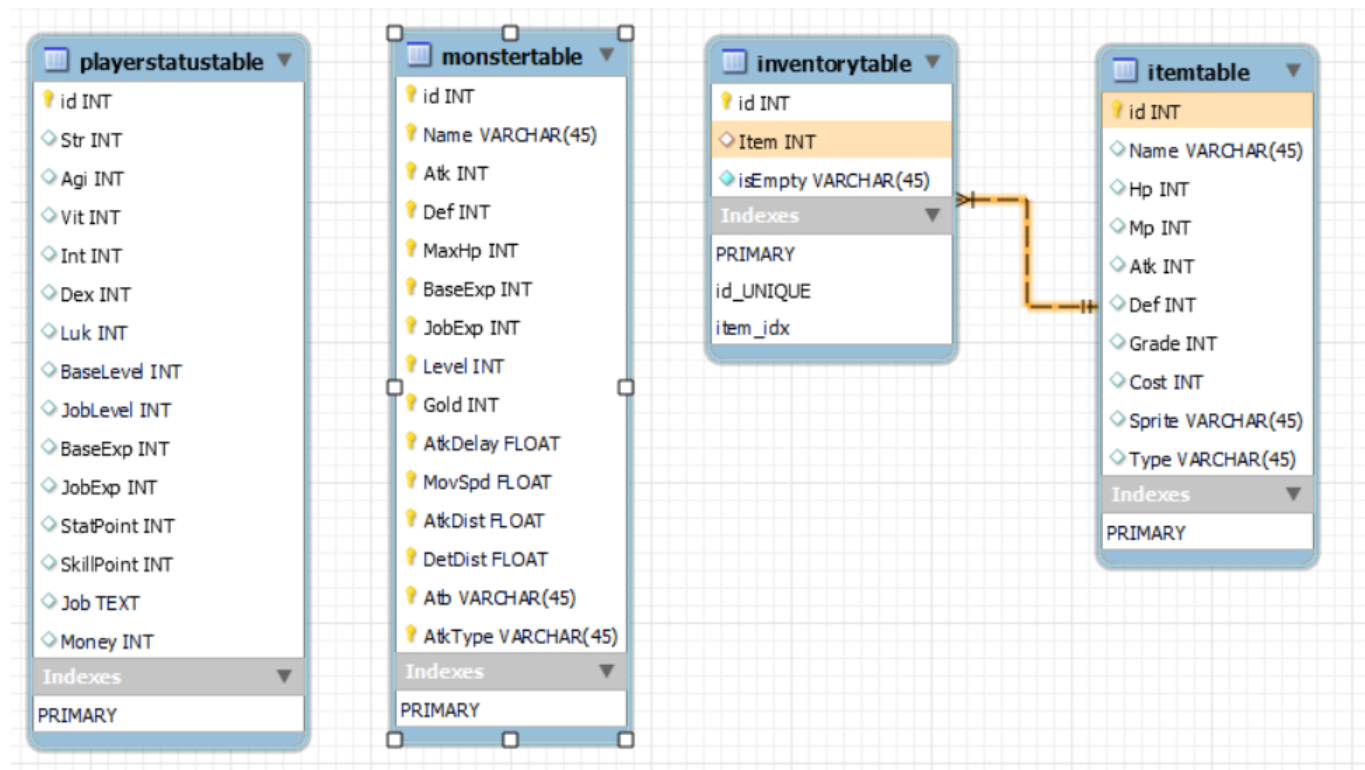 playerstatustable
id INT
Str INT
Agi INT
Vit INT
Int INT
Dex INT
Luk INT
BaseLevel INT
JobLevel INT
BaseExp INT
JobExp INT
StatPoint INT
SkillPoint INT
Job TEXT
Money INT
Indexes
PRIMARY
monstertable
id INT
Name VARCHAR(45)
Atk INT
Def INT
MaxHp INT
BaseExp INT
JobExp INT
Level INT
Gold INT
AtkDelay FLOAT
MovSpd FLOAT
AtkDist FLOAT
DetDist FLOAT
Atb VARCHAR(45)
AtkType VARCHAR(45)
Indexes
PRIMARY
inventorytable
id INT
Item INT
isEmpty VARCHAR(45)
Indexes
PRIMARY
id_UNIQUE
item_idx
itemtable
id INT
Name VARCHAR(45)
Hp INT
Mp INT
Atk INT
Def INT
Grade INT
Cost INT
Sprite VARCHAR(45)
Type VARCHAR(45)
Indexes
PRIMARY